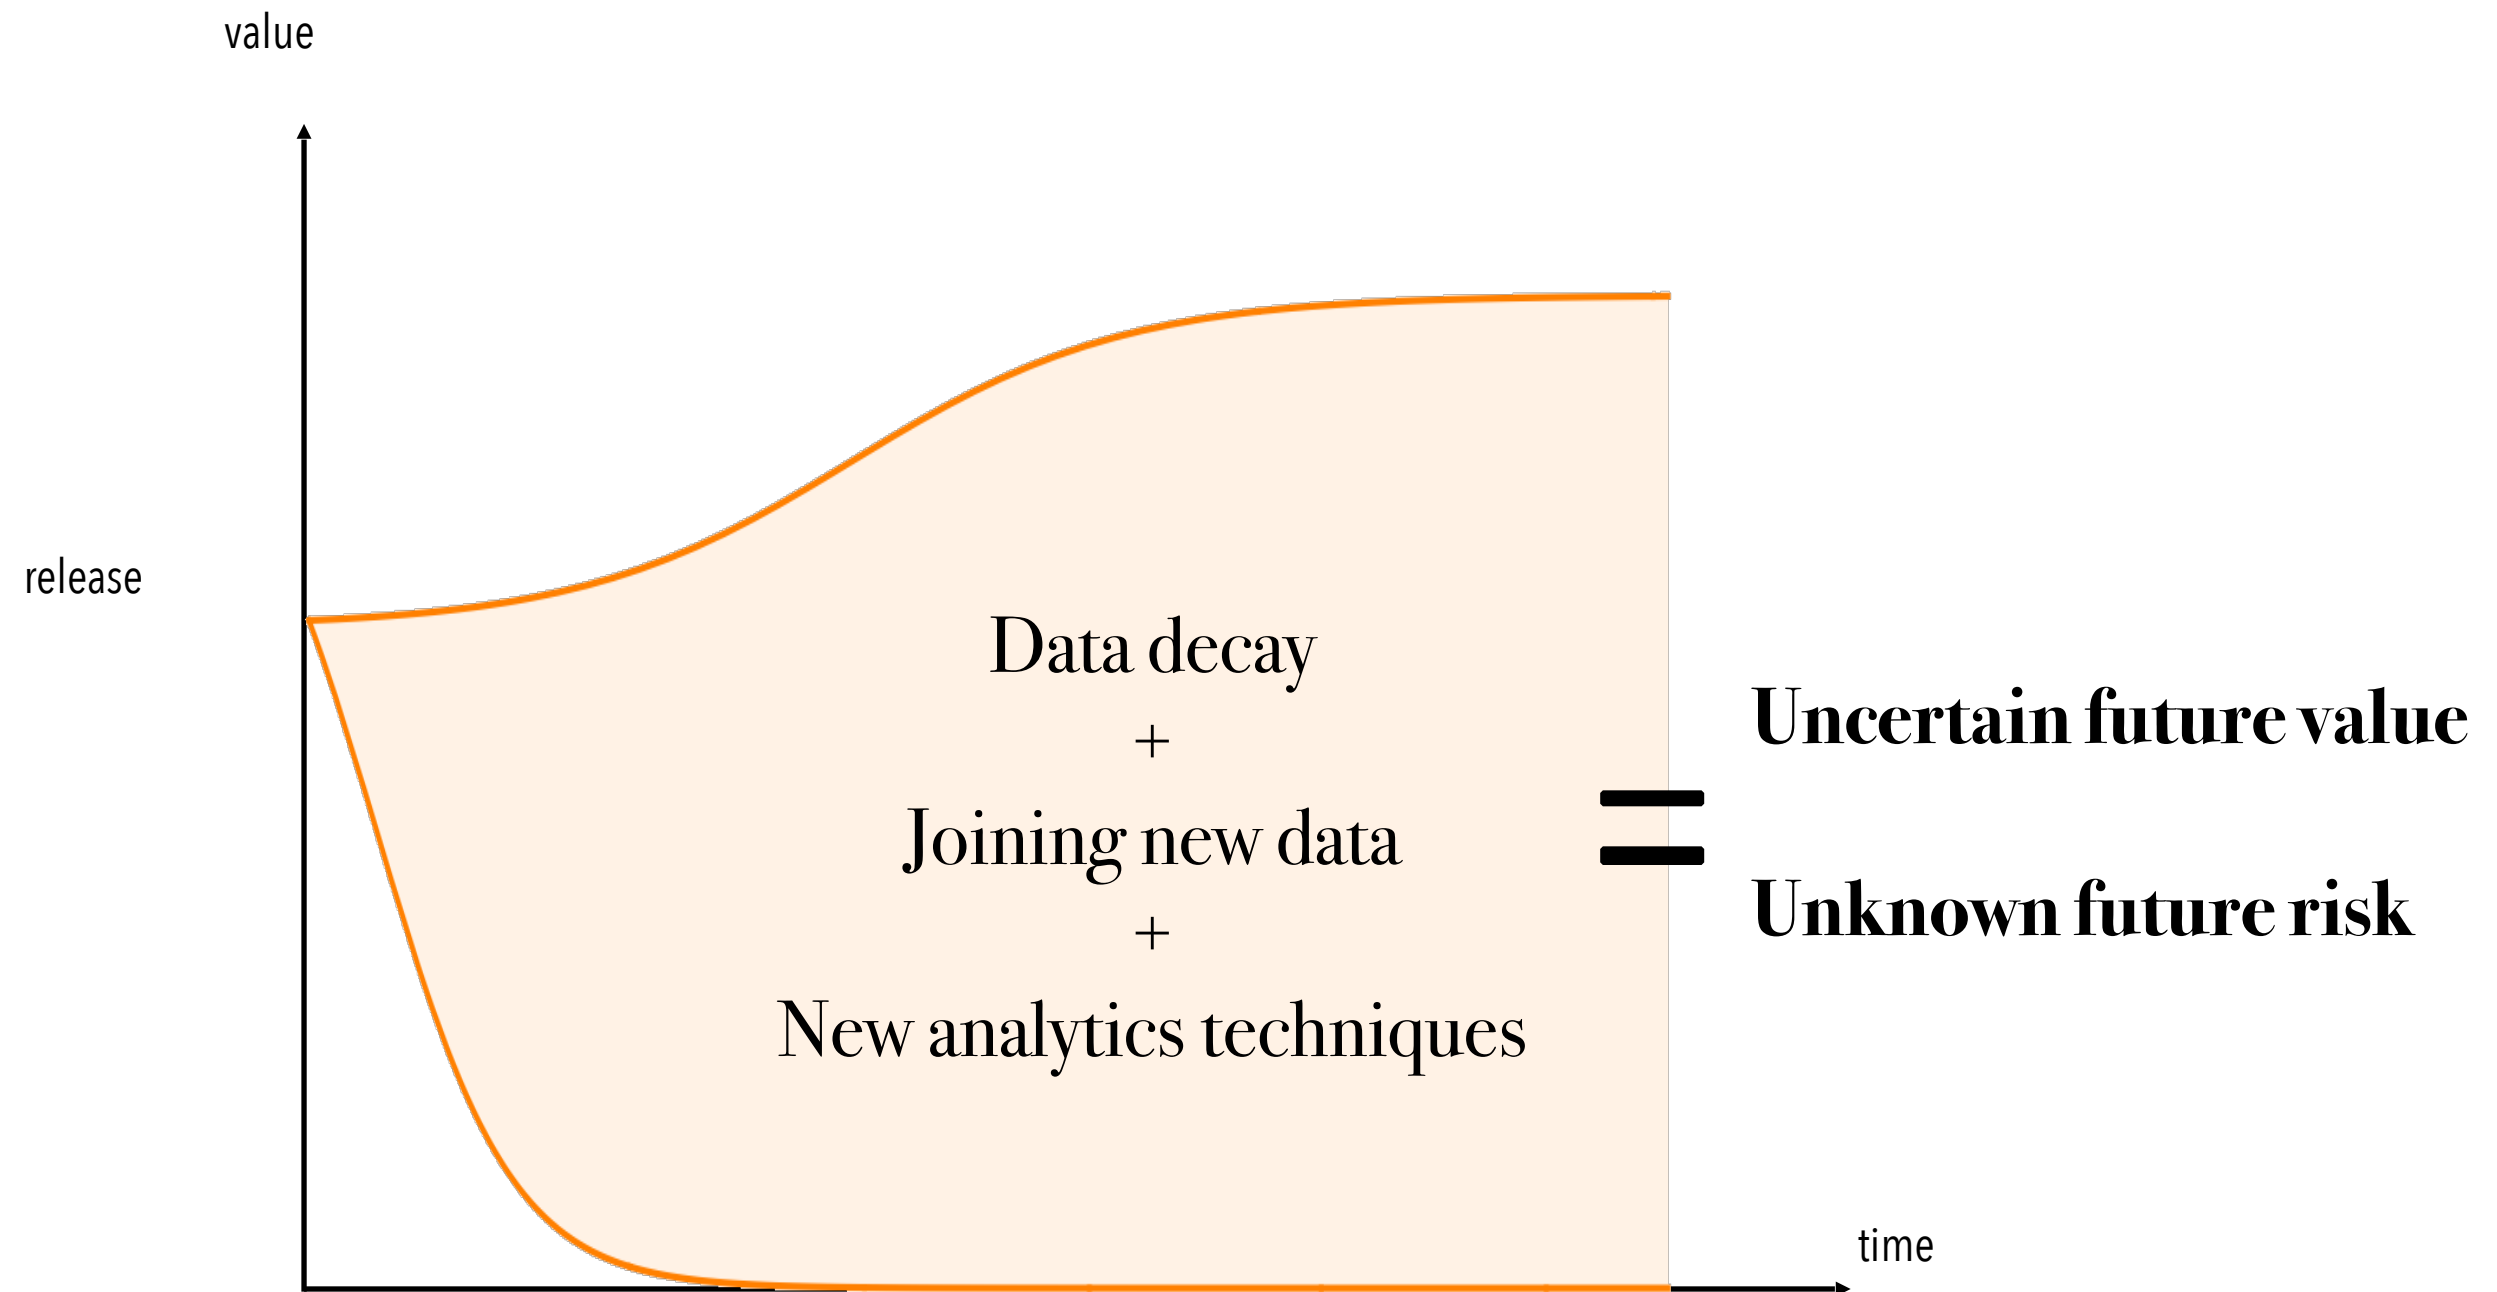 value
release
Data decay
+
Joining new data
+
New analytics techniques
=
Uncertain future value
Unknown future risk
time